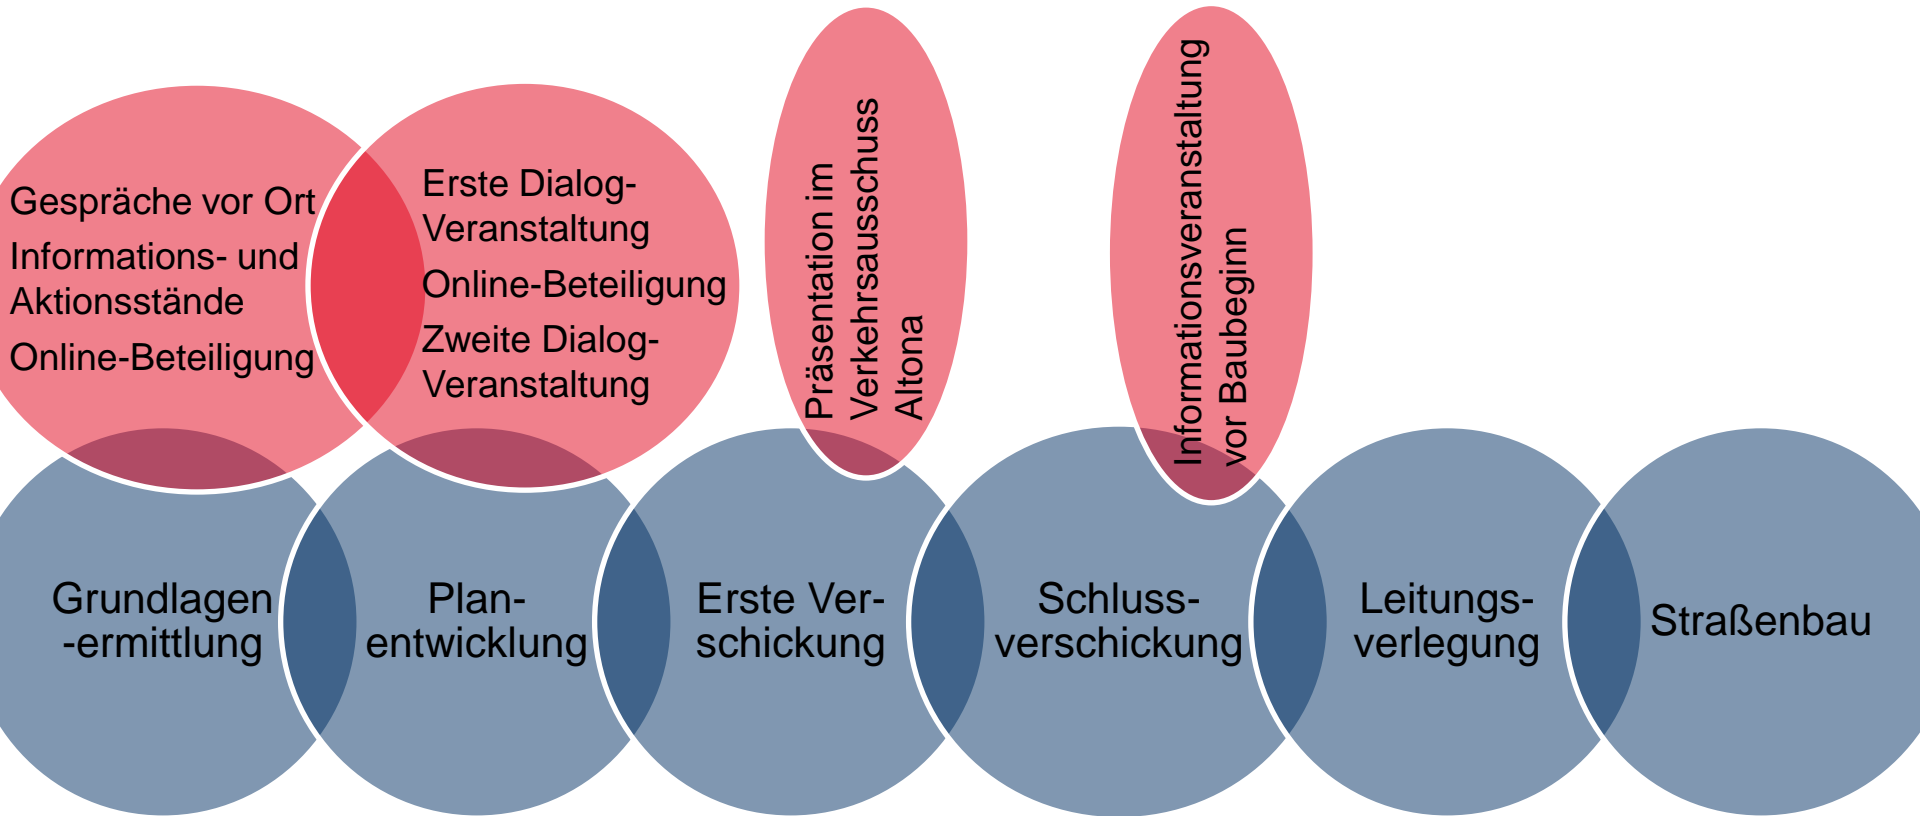 Gespräche vor Ort
Informations- und
Aktionsstände
Online-Beteiligung
Erste Dialog-
Veranstaltung
Online-Beteiligung
Zweite Dialog-
Veranstaltung
Präsentation im
Verkehrsausschuss
Altona
Informationsveranstaltung
vor Baubeginn
Grundlagen
-ermittlung
Plan-
entwicklung
Erste Ver-
schickung
Schluss-
verschickung
Leitungs-
verlegung
Straßenbau